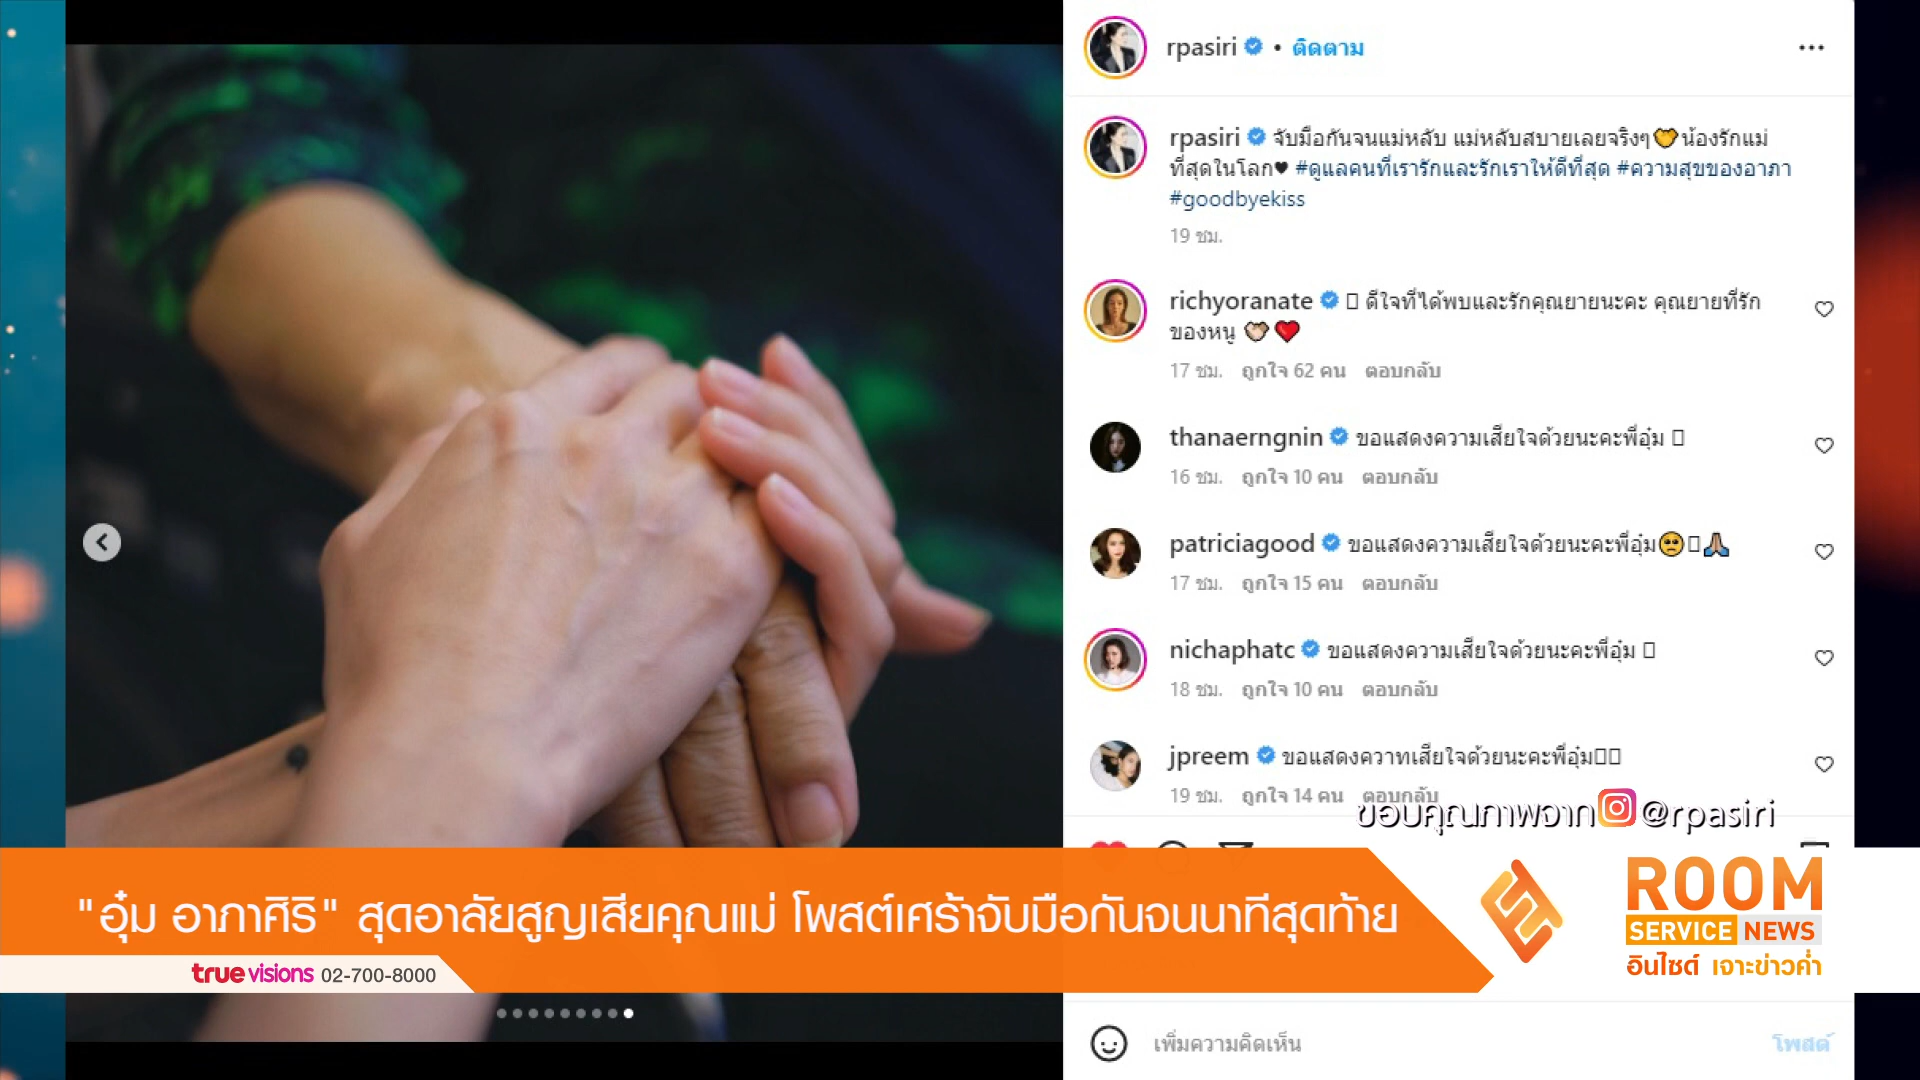 rpasiri • ติดตาม
rpasiri จับมือกันจนแม่หลับ แม่หลับสบายเลยจริงๆ น้องรักแม่
ที่สุดในโลก♥ #ดูแลคนที่เรารักและรักเราให้ดีที่สุด #ความสุขของอาภา
#goodbyekiss
19 ชม.
richyoranate ดีใจที่ได้พบและรักคุณยายนะคะ คุณยายที่รัก
ของหนู
17 ชม. ถูกใจ 62 คน ตอบกลับ
thanaerngnin ขอแสดงความเสียใจด้วยนะคะพี่อุ๋ม
16 ชม. ถูกใจ 10 คน ตอบกลับ
patriciagood ขอแสดงความเสียใจด้วยนะคะพี่อุ๋ม
17 ชม. ถูกใจ 15 คน ตอบกลับ
nichaphatc ขอแสดงความเสียใจด้วยนะคะพี่อุ๋ม
18 ชม. ถูกใจ 10 คน ตอบกลับ
jpreem ขอแสดงควาทเสียใจด้วยนะคะพี่อุ๋ม
19 ชม. ถูกใจ 14 คน ตอบกลับ
ขอบคุณภาพจาก @rpasiri
"อุ๋ม อาภาศิริ" สุดอาลัยสูญเสียคุณแม่ โพสต์เศร้าจับมือกันจนนาทีสุดท้าย
truevisions 02-700-8000
ROOM
SERVICE NEWS
อินไซด์ เจาะข่าวค่ำ
เพิ่มความคิดเห็น
โพสต์